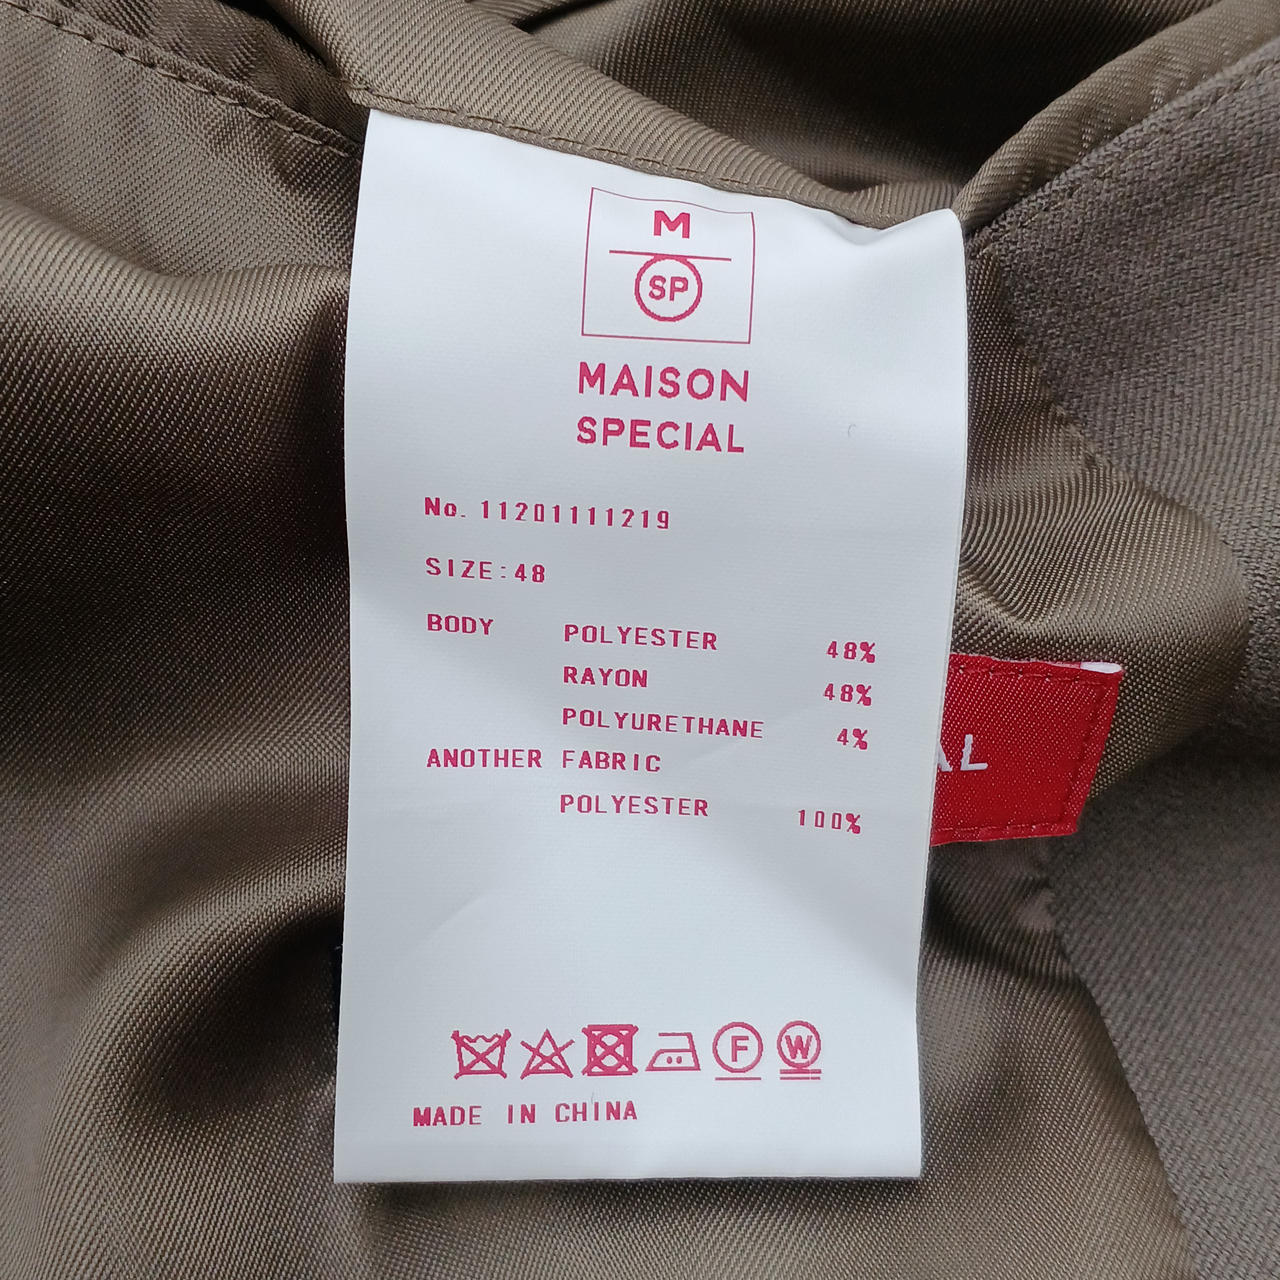 M
SP
MAISON
SPECIAL
No. 11201111219
SIZE:48
BODY POLYESTER 48%
RAYON 48%
POLYURETHANE 4%
ANOTHER FABRIC
POLYESTER 100%
AL
F W
MADE IN CHINA